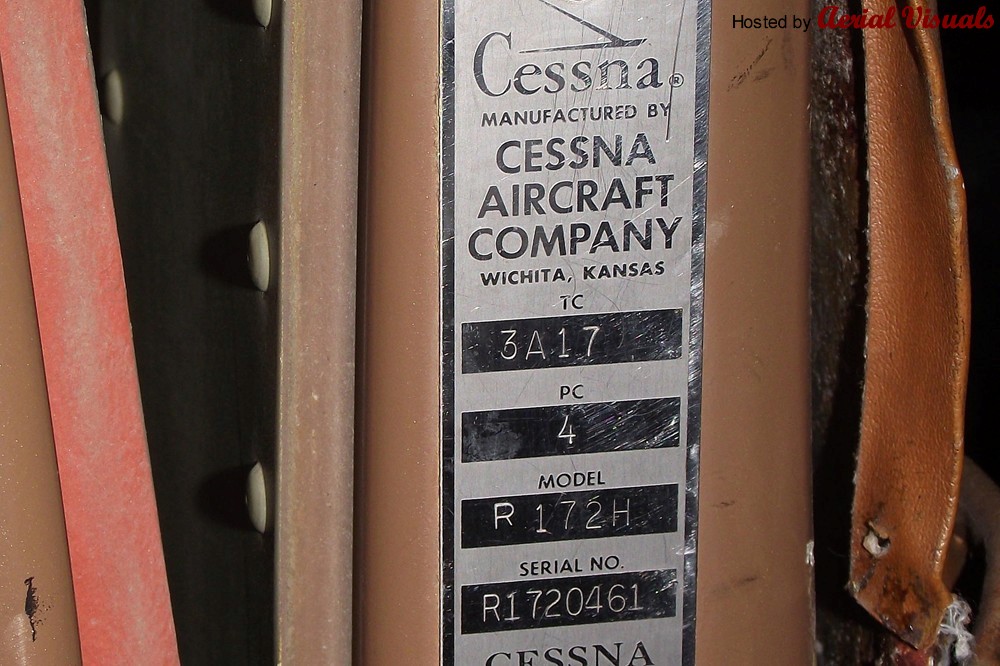 Hosted by Aerial Visuals
Cessna®
MANUFACTURED BY
CESSNA
AIRCRAFT
COMPANY
WICHITA, KANSAS
TC
3A17
PC
4
MODEL
R 172H
SERIAL NO.
R1720461
CESSNA